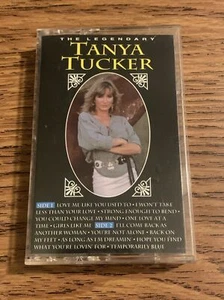 THE LEGENDARY
TANYA
TUCKER
SIDE 1 LOVE ME LIKE YOU USED TO • I WON'T TAKE
LESS THAN YOUR LOVE • STRONG ENOUGH TO BEND •
YOU COULD CHANGE MY MIND • ONE LOVE AT A
TIME • GIRLS LIKE ME SIDE 2 I'LL COME BACK AS
ANOTHER WOMAN • YOU'RE NOT ALONE • BACK ON
MY FEET • AS LONG AS I'M DREAMIN' • HOPE YOU FIND
WHAT YOU'RE LOVIN' FOR • TEMPORARILY BLUE